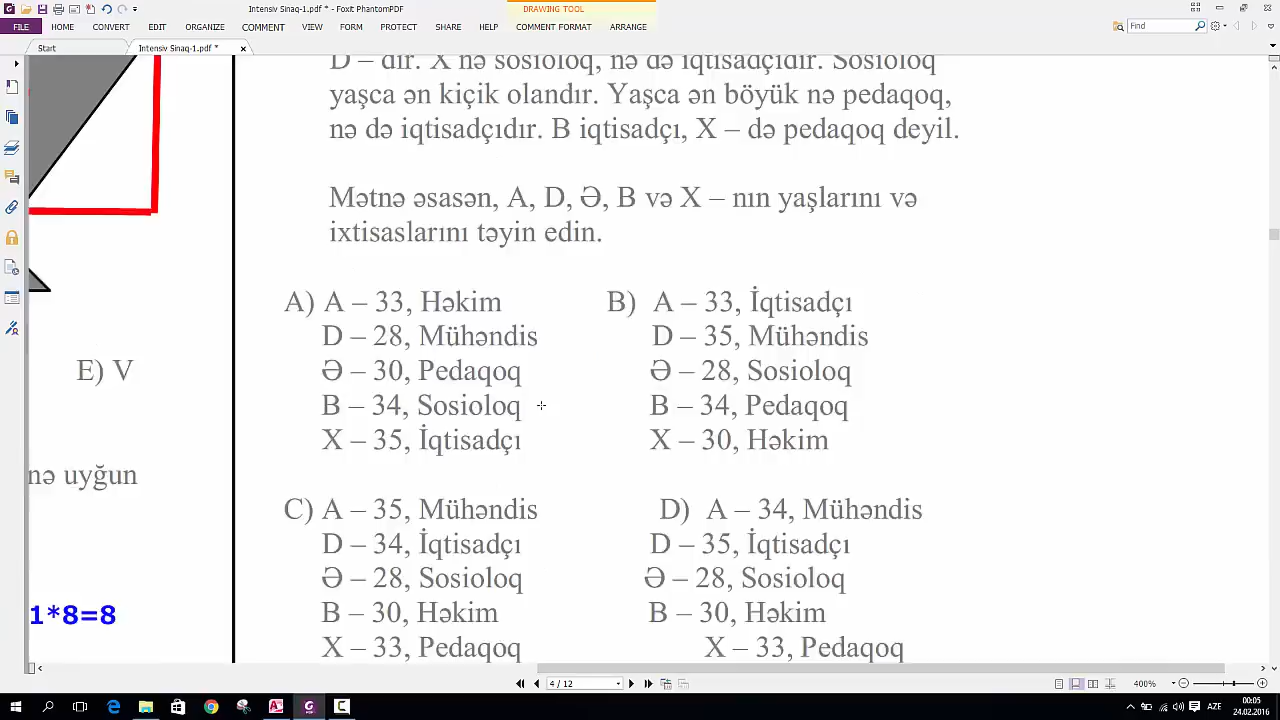 Intensiv Sinaq-1.pdf * - Foxit PhantomPDF
DRAWING TOOL
FILE HOME CONVERT EDIT ORGANIZE COMMENT VIEW FORM PROTECT SHARE HELP COMMENT FORMAT ARRANGE
Find
Start
Intensiv Sinaq-1.pdf *
D – dir. X nə sosioloq, nə də iqtisadçıdır. Sosioloq
yaşca ən kiçik olandır. Yaşca ən böyük nə pedaqoq,
nə də iqtisadçıdır. B iqtisadçı, X – də pedaqoq deyil.
Mətnə əsasən, A, D, Ə, B və X – nın yaşlarını və
ixtisaslarını təyin edin.
A) A – 33, Həkim
D – 28, Mühəndis
Ə – 30, Pedaqoq
B – 34, Sosioloq
X – 35, İqtisadçı
B) A – 33, İqtisadçı
D – 35, Mühəndis
Ə – 28, Sosioloq
B – 34, Pedaqoq
X – 30, Həkim
C) A – 35, Mühəndis
D – 34, İqtisadçı
Ə – 28, Sosioloq
B – 30, Həkim
X – 33, Pedaqoq
D) A – 34, Mühəndis
D – 35, İqtisadçı
Ə – 28, Sosioloq
B – 30, Həkim
X – 33, Pedaqoq
E) V
nə uyğun
1*8=8
4 / 12
400%
AZE
00:05
24.02.2016